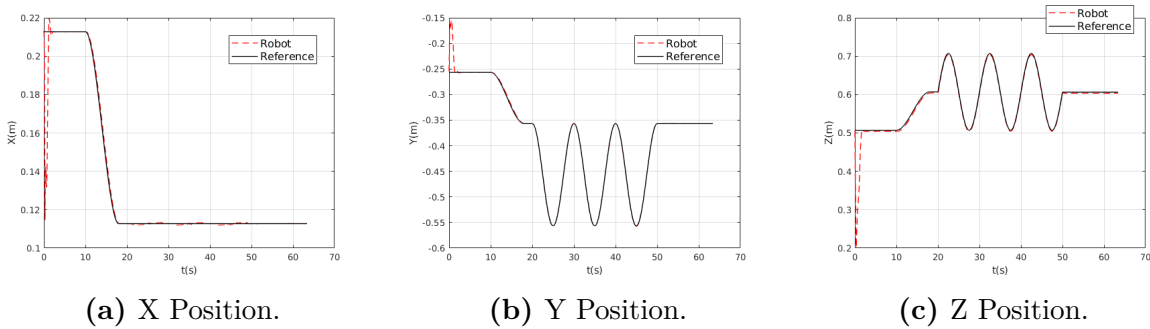 0.22
0.2
0.18
0.16
0.14
0.12
0.1
X(m)
0 10 20 30 40 50 60 70
t(s)
Robot
Reference
(a) X Position.
-0.15
-0.2
-0.25
-0.3
-0.35
-0.4
-0.45
-0.5
-0.55
-0.6
Y(m)
0 10 20 30 40 50 60 70
t(s)
Robot
Reference
(b) Y Position.
0.8
0.7
0.6
0.5
0.4
0.3
0.2
Z(m)
0 10 20 30 40 50 60 70
t(s)
Robot
Reference
(c) Z Position.